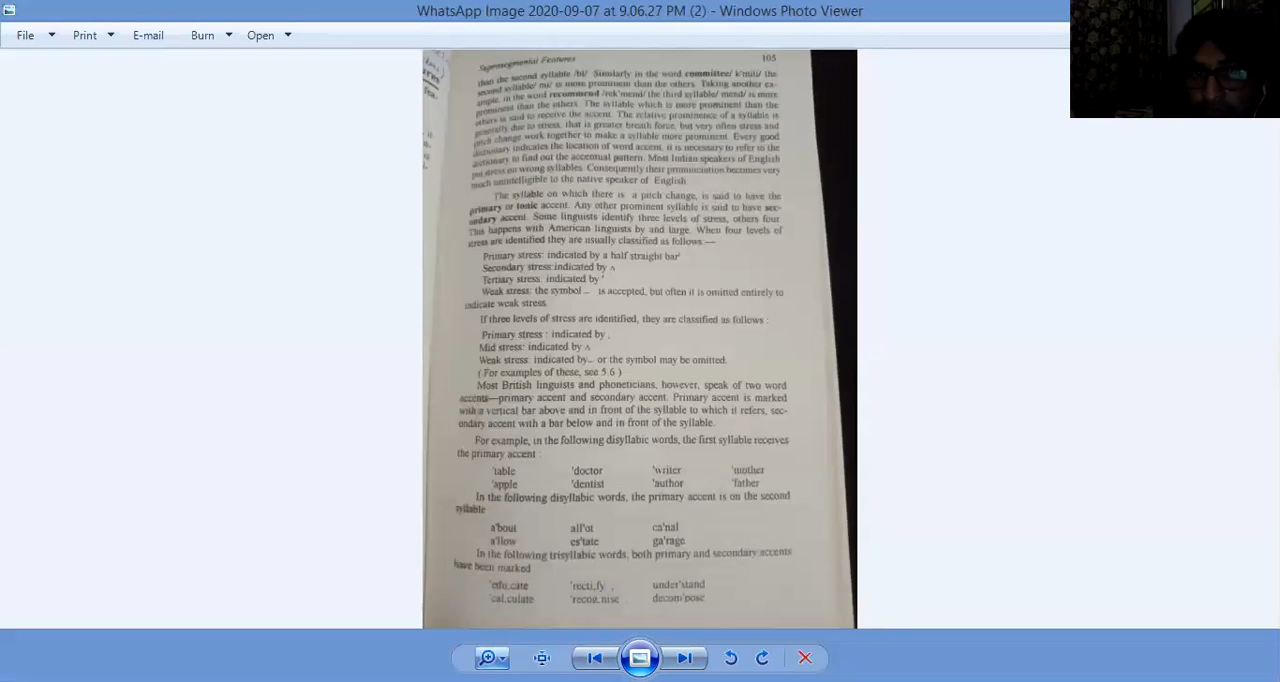 WhatsApp Image 2020-09-07 at 9.06.27 PM (2) - Windows Photo Viewer
File Print E-mail Burn Open
Suprasegmental Features 105
than the second syllable /bl/ Similarly in the word committee/ k'miti/ the
second syllable/ mı/ is more prominent than the others. Taking another ex-
ample, in the word recommend /rek'mend/ the third syllable/ mend/ is more
prominent than the others. The syllable which is more prominent than the
others is said to receive the accent. The relative prominence of a syllable is
generally due to stress, that is greater breath force, but very often stress and
pitch change work together to make a syllable more prominent. Every good
dictionary indicates the location of word accent, it is necessary to refer to the
dictionary to find out the accentual pattern. Most Indian speakers of English
put stress on wrong syllables. Consequently their pronunciation becomes very
much unintelligible to the native speaker of English
The syllable on which there is a pitch change, is said to have the
primary or tonic accent. Any other prominent syllable is said to have sec-
ondary accent. Some linguists identify three levels of stress, others four
This happens with American linguists by and large. When four levels of
stress are identified they are usually classified as follows:—
Primary stress: indicated by a half straight bar'
Secondary stress:indicated by ^
Tertiary stress: indicated by '
Weak stress: the symbol – is accepted, but often it is omitted entirely to
indicate weak stress.
If three levels of stress are identified, they are classified as follows :
Primary stress : indicated by ,
Mid stress: indicated by ^
Weak stress: indicated by – or the symbol may be omitted.
( For examples of these, see 5.6 )
Most British linguists and phoneticians, however, speak of two word
accents—primary accent and secondary accent. Primary accent is marked
with a vertical bar above and in front of the syllable to which it refers, sec-
ondary accent with a bar below and in front of the syllable.
For example, in the following disyllabic words, the first syllable receives
the primary accent :
'table 'doctor 'writer 'mother
'apple 'dentist 'author 'father
In the following disyllabic words, the primary accent is on the second
syllable
a'bout all'ot ca'nal
a'llow es'tate ga'rage
In the following trisyllabic words, both primary and secondary accents
have been marked
'edu,cate 'recti,fy , under'stand
'cal,culate 'recog,nise decom'pose